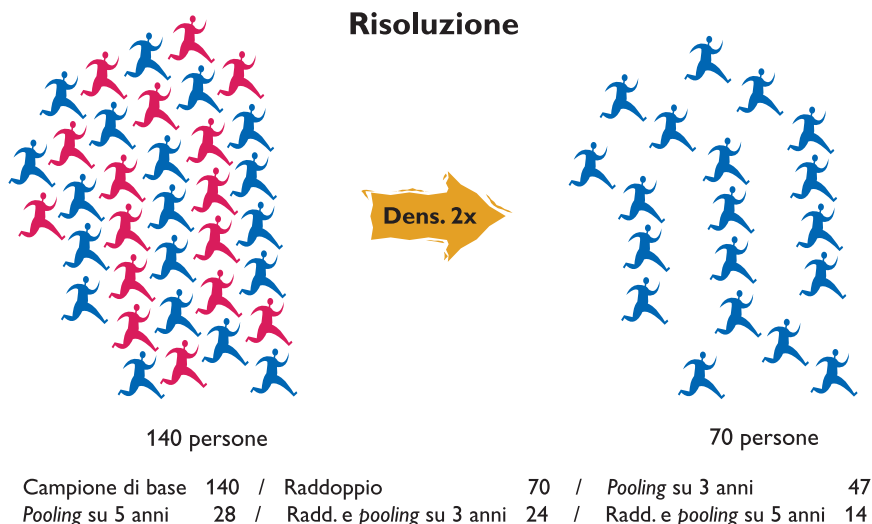 Risoluzione
Dens. 2x
140 persone
70 persone
Campione di base 140 / Raddoppio 70 / Pooling su 3 anni 47
Pooling su 5 anni 28 / Radd. e pooling su 3 anni 24 / Radd. e pooling su 5 anni 14